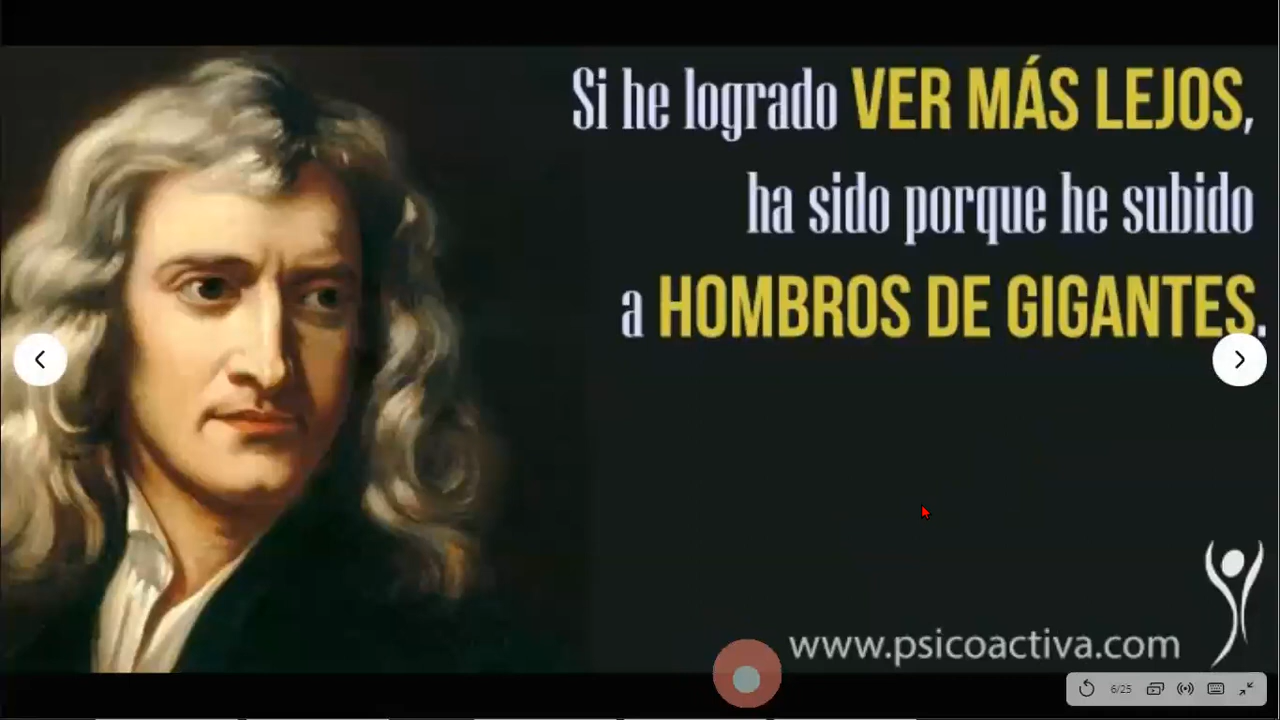 Si he logrado VER MÁS LEJOS,
ha sido porque he subido
a HOMBROS DE GIGANTES.
www.psicoactiva.com
6/25